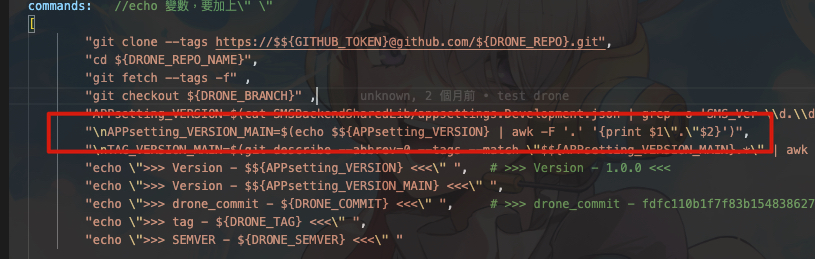 commands:   //echo 變數，要加上\" \"
[
"git clone --tags https://$${GITHUB_TOKEN}@github.com/${DRONE_REPO}.git",
"cd ${DRONE_REPO_NAME}",
"git fetch --tags -f" ,
"git checkout ${DRONE_BRANCH}" ,    unknown, 2 個月前 • test drone
"APPsetting_VERSION=$(cat SMSBackendSharedLib/appsettings.Development.json | grep -o 'SMS_Ver \\d.\\d
"\nAPPsetting_VERSION_MAIN=$(echo $${APPsetting_VERSION} | awk -F '.' '{print $1\".\"$2}')",
"\nTAG_VERSION_MAIN=$(git describe --abbrev=0 --tags --match \"$${APPsetting_VERSION_MAIN}.*\" | awk
"echo \">>> Version - $${APPsetting_VERSION} <<<\" ",   # >>> Version - 1.0.0 <<<
"echo \">>> Version - $${APPsetting_VERSION_MAIN} <<<\" ",
"echo \">>> drone_commit - ${DRONE_COMMIT} <<<\" ",     # >>> drone_commit - fdfc110b1f7f83b154838627
"echo \">>> tag - ${DRONE_TAG} <<<\" ",
"echo \">>> SEMVER - ${DRONE_SEMVER} <<<\" "